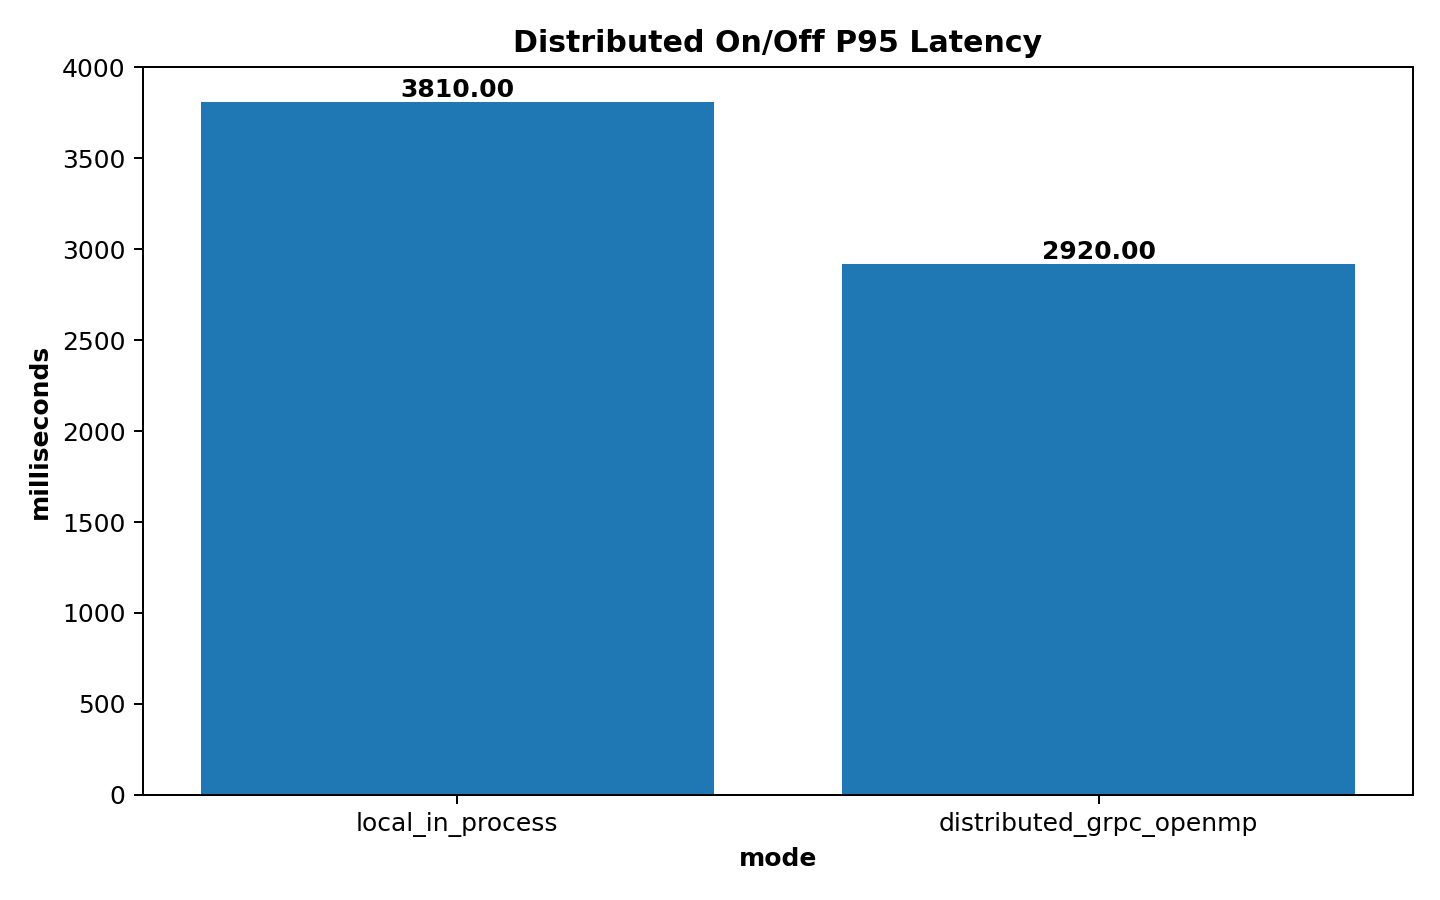 Distributed On/Off P95 Latency
4000
3500
3000
2500
2000
1500
1000
500
0
milliseconds
3810.00
2920.00
local_in_process
distributed_grpc_openmp
mode